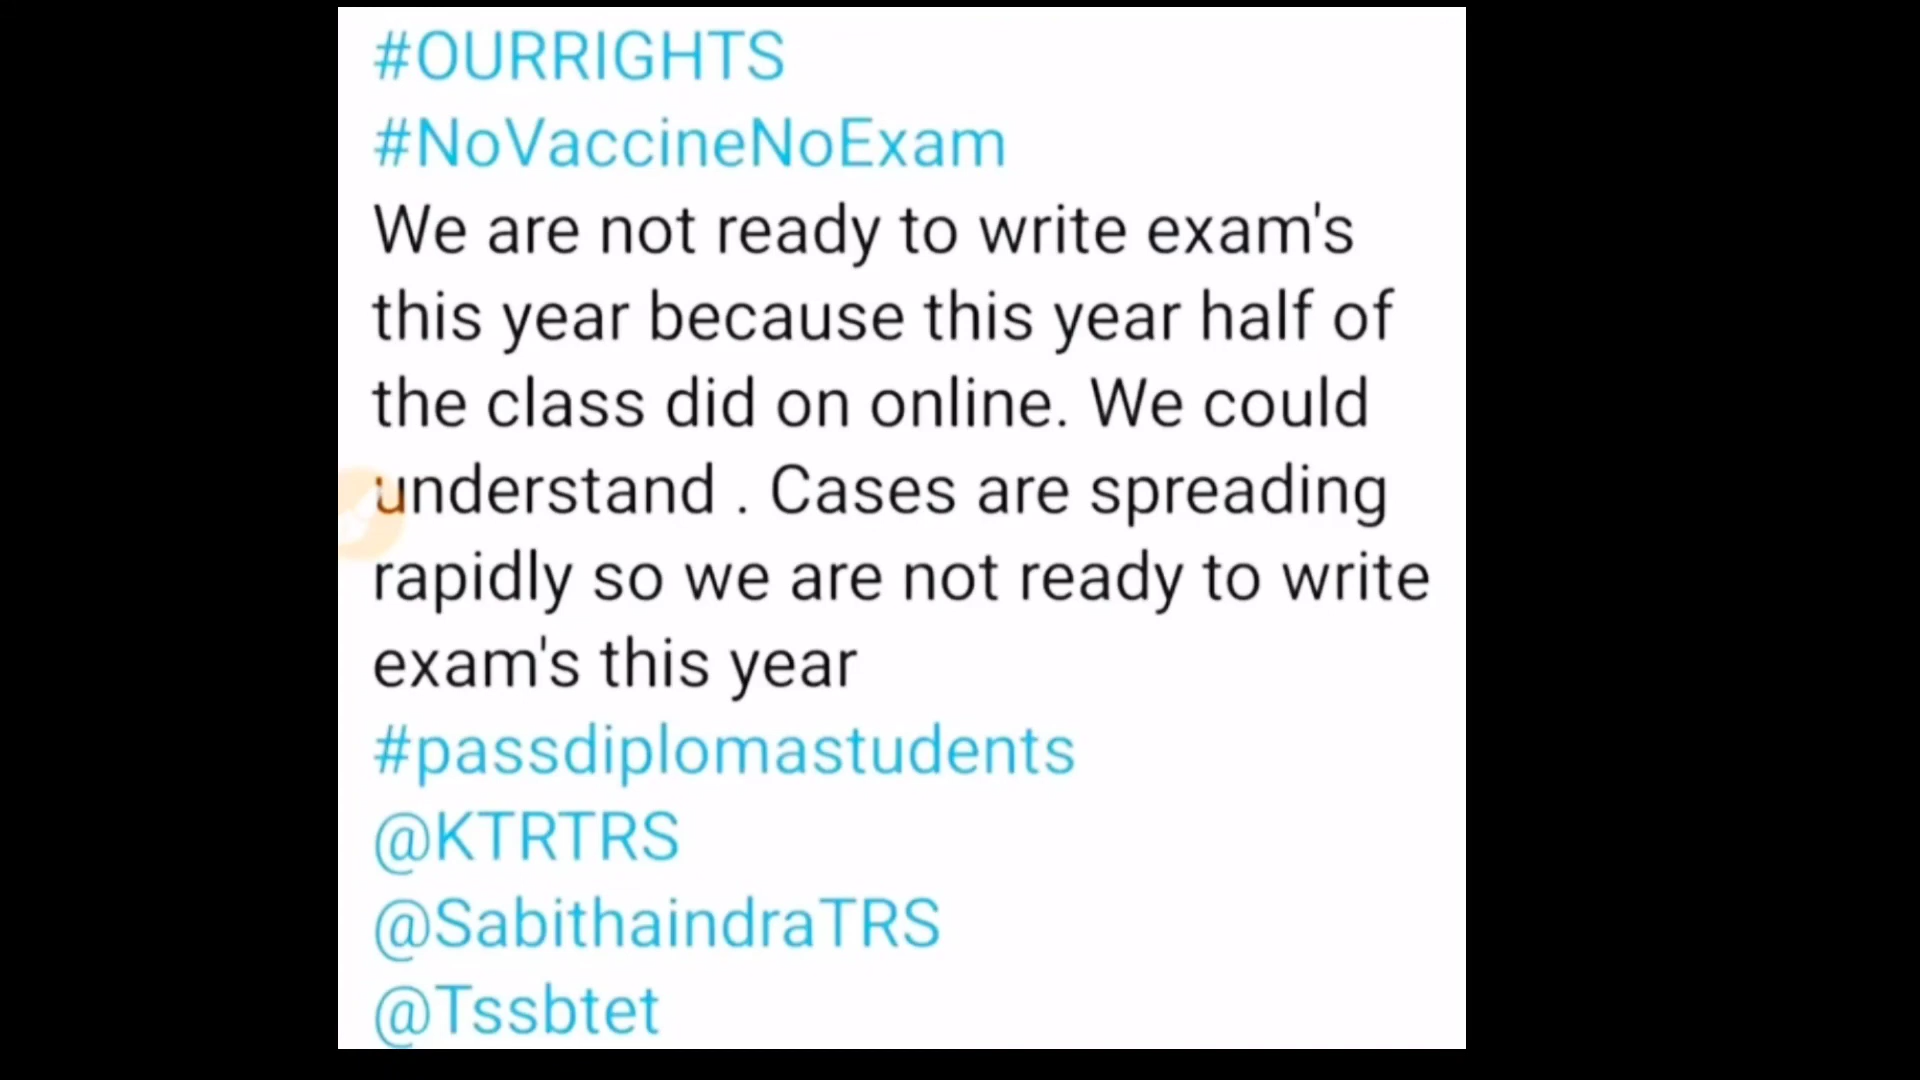 #OURRIGHTS
#NoVaccineNoExam
We are not ready to write exam's
this year because this year half of
the class did on online. We could
understand . Cases are spreading
rapidly so we are not ready to write
exam's this year
#passdiplomastudents
@KTRTRS
@SabithaindraTRS
@Tssbtet